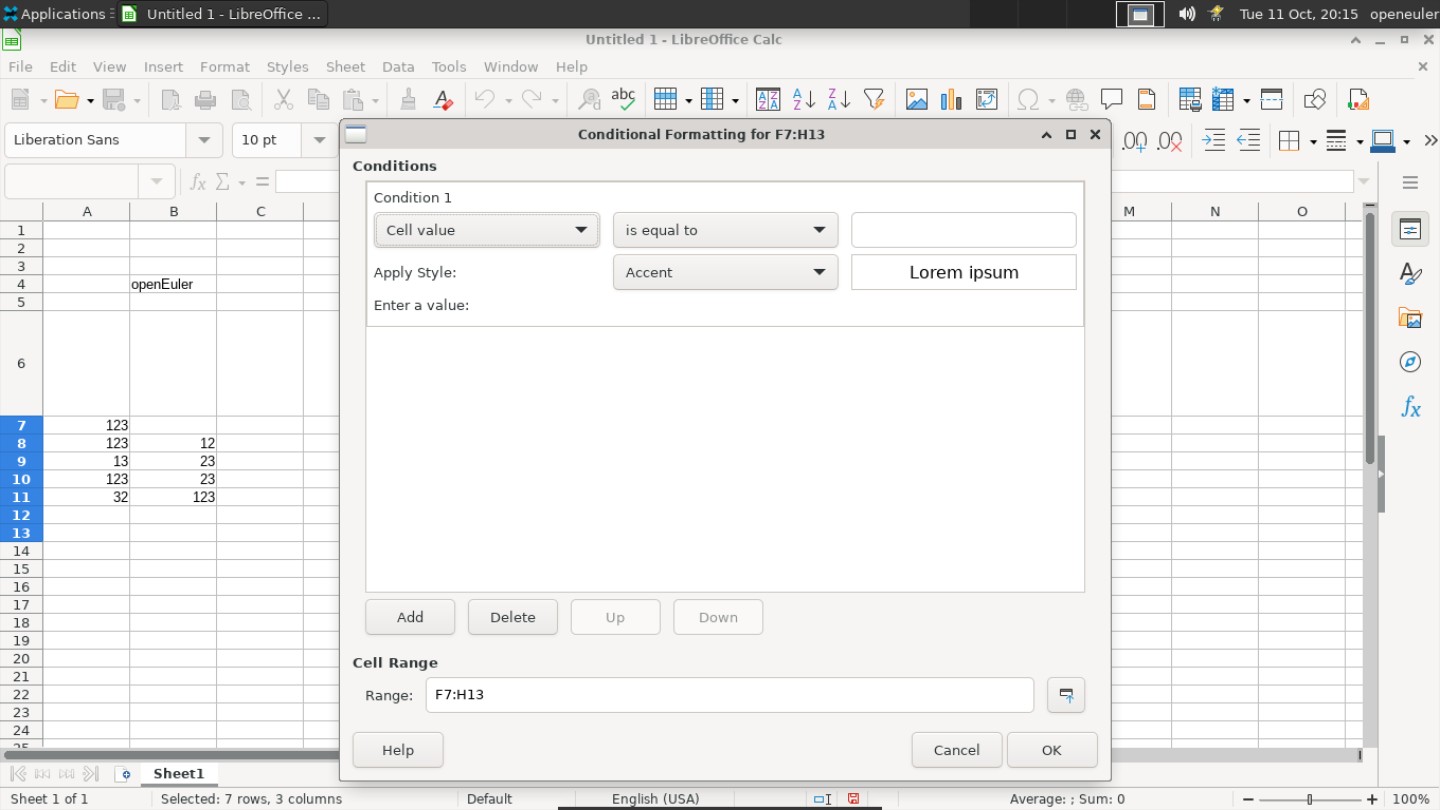 Applications
Untitled 1 - LibreOffice ...
Tue 11 Oct, 20:15
openeuler
Untitled 1 - LibreOffice Calc
File Edit View Insert Format Styles Sheet Data Tools Window Help
Liberation Sans
10 pt
A B C M N O
1
2
3
4 openEuler
5
6
7 123
8 123 12
9 13 23
10 123 23
11 32 123
12
13
14
15
16
17
18
19
20
21
22
23
24
25
Conditional Formatting for F7:H13
Conditions
Condition 1
Cell value is equal to
Apply Style: Accent Lorem ipsum
Enter a value:
Add Delete Up Down
Cell Range
Range: F7:H13
Help Cancel OK
Sheet1
Sheet 1 of 1 Selected: 7 rows, 3 columns Default English (USA) Average: ; Sum: 0 100%